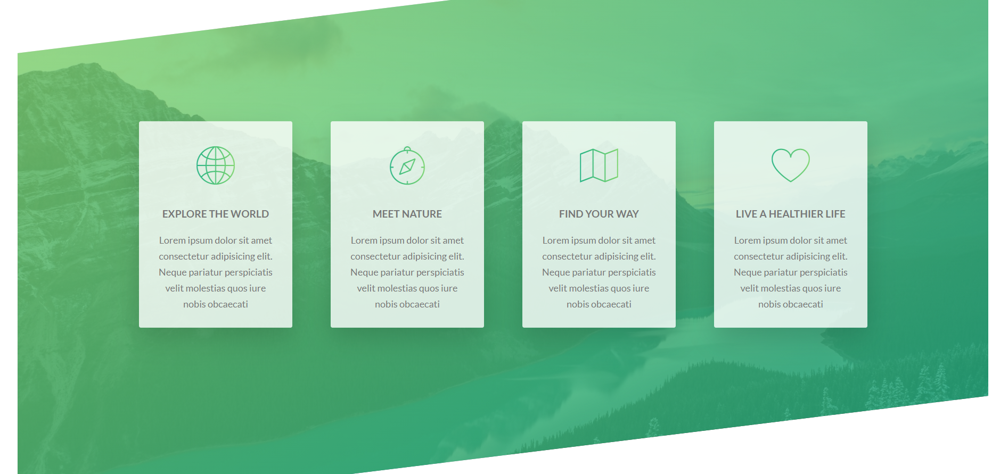 EXPLORE THE WORLD
Lorem ipsum dolor sit amet
consectetur adipisicing elit.
Neque pariatur perspiciatis
velit molestias quos iure
nobis obcaecati
MEET NATURE
Lorem ipsum dolor sit amet
consectetur adipisicing elit.
Neque pariatur perspiciatis
velit molestias quos iure
nobis obcaecati
FIND YOUR WAY
Lorem ipsum dolor sit amet
consectetur adipisicing elit.
Neque pariatur perspiciatis
velit molestias quos iure
nobis obcaecati
LIVE A HEALTHIER LIFE
Lorem ipsum dolor sit amet
consectetur adipisicing elit.
Neque pariatur perspiciatis
velit molestias quos iure
nobis obcaecati